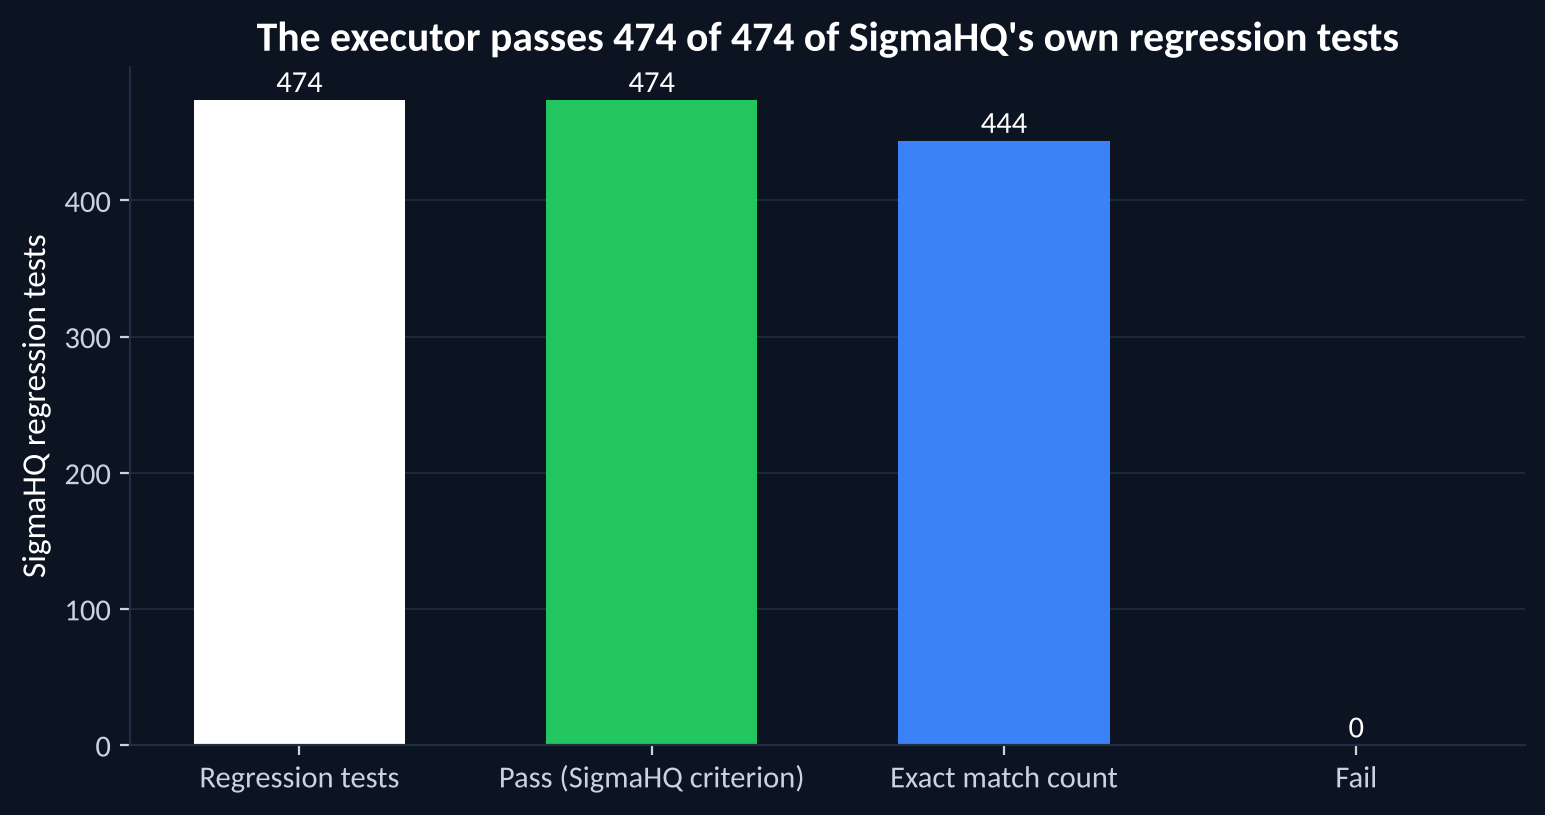 The executor passes 474 of 474 of SigmaHQ's own regression tests
474
474
444
0
SigmaHQ regression tests
400
300
200
100
0
Regression tests
Pass (SigmaHQ criterion)
Exact match count
Fail